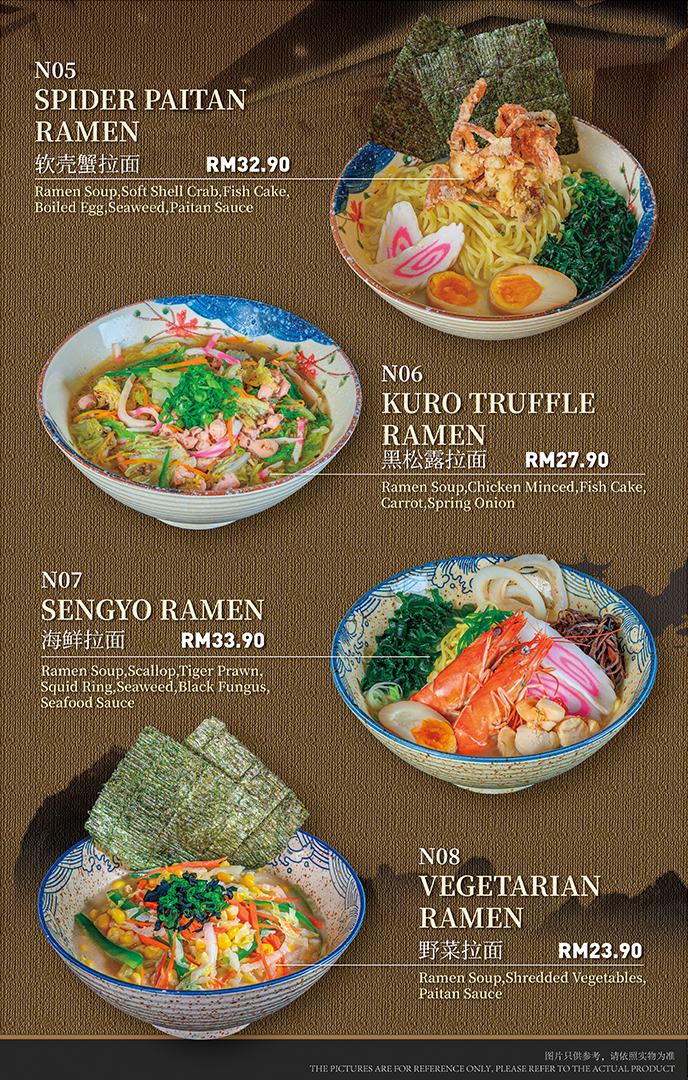 N05
SPIDER PAITAN
RAMEN
软壳蟹拉面 RM32.90
Ramen Soup,Soft Shell Crab,Fish Cake,
Boiled Egg,Seaweed,Paitan Sauce
N06
KURO TRUFFLE
RAMEN
黑松露拉面 RM27.90
Ramen Soup,Chicken Minced,Fish Cake,
Carrot,Spring Onion
N07
SENGYO RAMEN
海鲜拉面 RM33.90
Ramen Soup,Scallop,Tiger Prawn,
Squid Ring,Seaweed,Black Fungus,
Seafood Sauce
N08
VEGETARIAN
RAMEN
野菜拉面 RM23.90
Ramen Soup,Shredded Vegetables,
Paitan Sauce
图片只供参考，请依照实物为准
THE PICTURES ARE FOR REFERENCE ONLY, PLEASE REFER TO THE ACTUAL PRODUCT